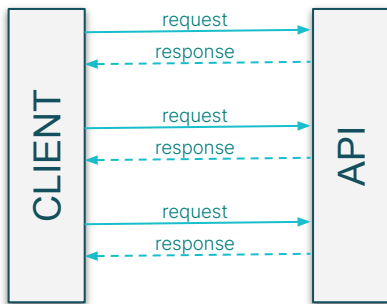 request
response
CLIENT
request
response
API
request
response